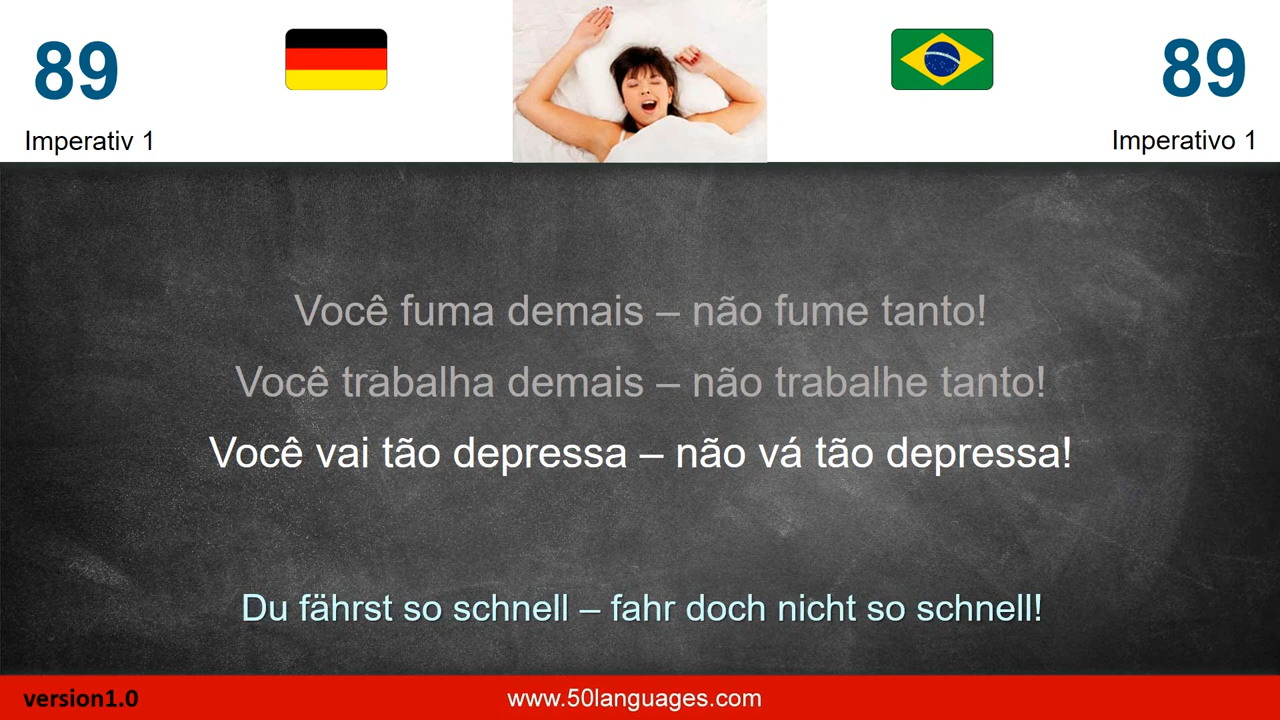 89
89
Imperativ 1
Imperativo 1
Você fuma demais – não fume tanto!
Você trabalha demais – não trabalhe tanto!
Você vai tão depressa – não vá tão depressa!
Du fährst so schnell – fahr doch nicht so schnell!
version1.0
www.50languages.com